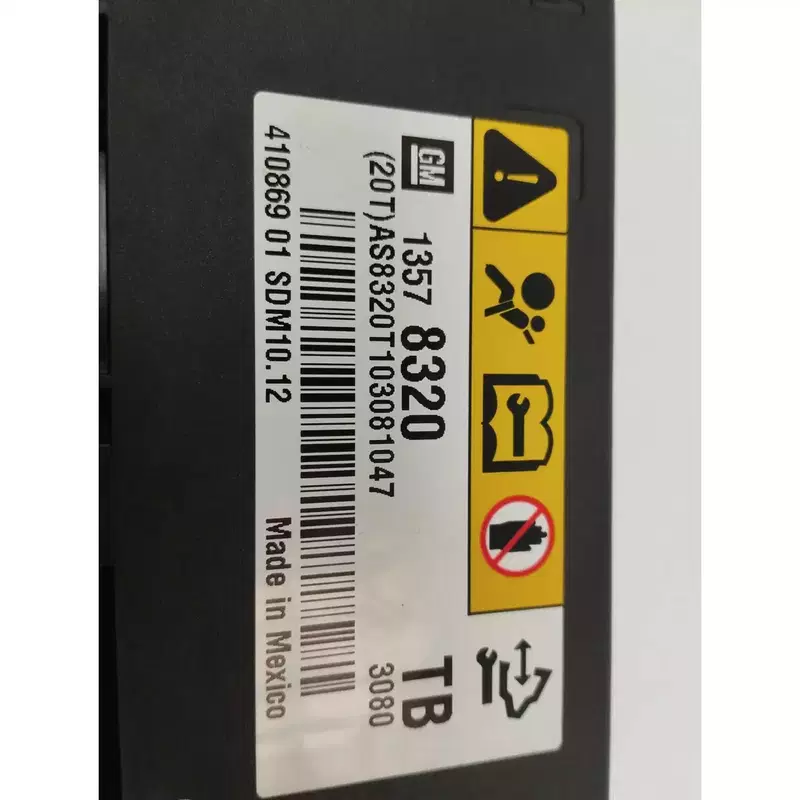 GM 1357 8320 TB
(20T)AS8320T103081047 3080
410869 01 SDM10.12 Made in Mexico